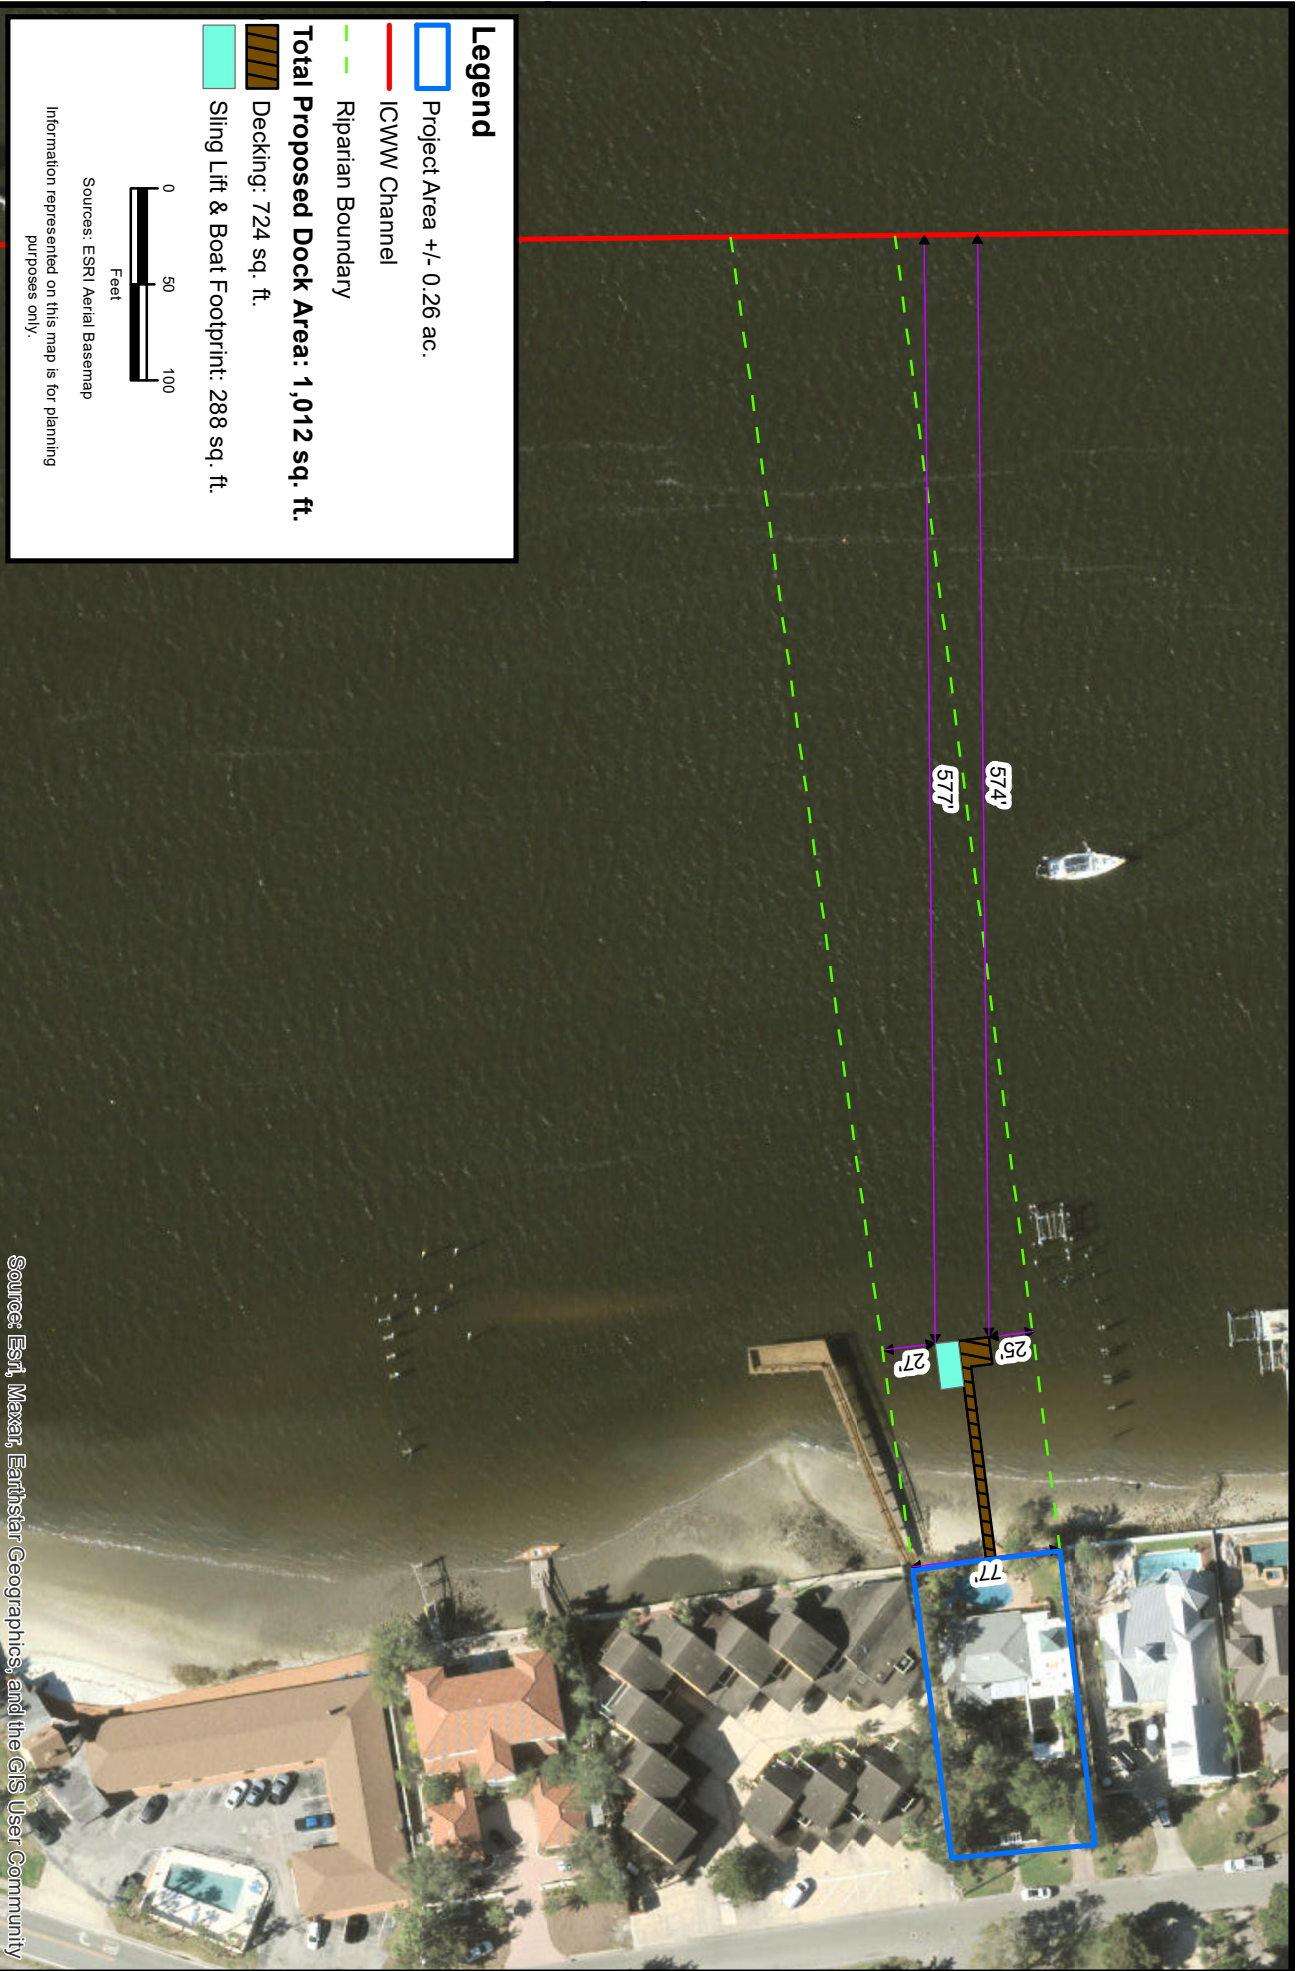 Legend
Project Area +/- 0.26 ac.
ICWW Channel
Riparian Boundary
Total Proposed Dock Area: 1,012 sq. ft.
Decking: 724 sq. ft.
Sling Lift & Boat Footprint: 288 sq. ft.
0 50 100
Feet
Sources: ESRI Aerial Basemap
Information represented on this map is for planning
purposes only.
574'
577'
25'
27'
77'
Source: Esri, Maxar, Earthstar Geographics, and the GIS User Community